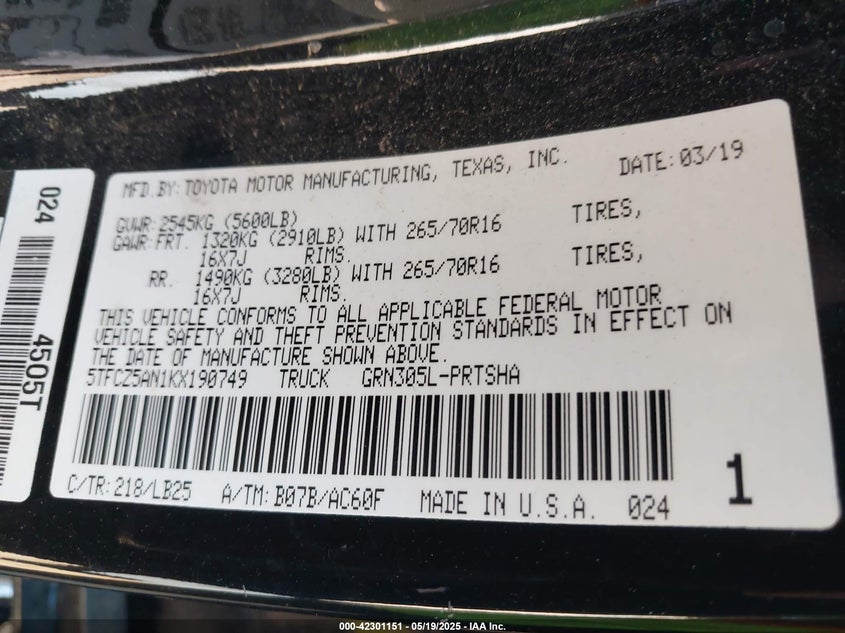 MFD.BY:TOYOTA MOTOR MANUFACTURING, TEXAS, INC. DATE:03/19
GVWR:2545KG (5600LB)
GAWR:FRT. 1320KG (2910LB) WITH 265/70R16 TIRES,
16X7J RIMS.
RR. 1490KG (3280LB) WITH 265/70R16 TIRES,
16X7J RIMS.
THIS VEHICLE CONFORMS TO ALL APPLICABLE FEDERAL MOTOR
VEHICLE SAFETY AND THEFT PREVENTION STANDARDS IN EFFECT ON
THE DATE OF MANUFACTURE SHOWN ABOVE.
5TFCZ5AN1KX190749 TRUCK GRN305L-PRTSHA
C/TR:218/LB25 A/TM:B07B/AC60F MADE IN U.S.A. 024
1
024
4505T
000-42301151 - 05/19/2025 - IAA Inc.